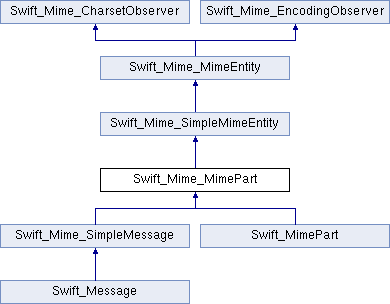 Swift_Mime_CharsetObserver
Swift_Mime_EncodingObserver
Swift_Mime_MimeEntity
Swift_Mime_SimpleMimeEntity
Swift_Mime_MimePart
Swift_Mime_SimpleMessage
Swift_MimePart
Swift_Message